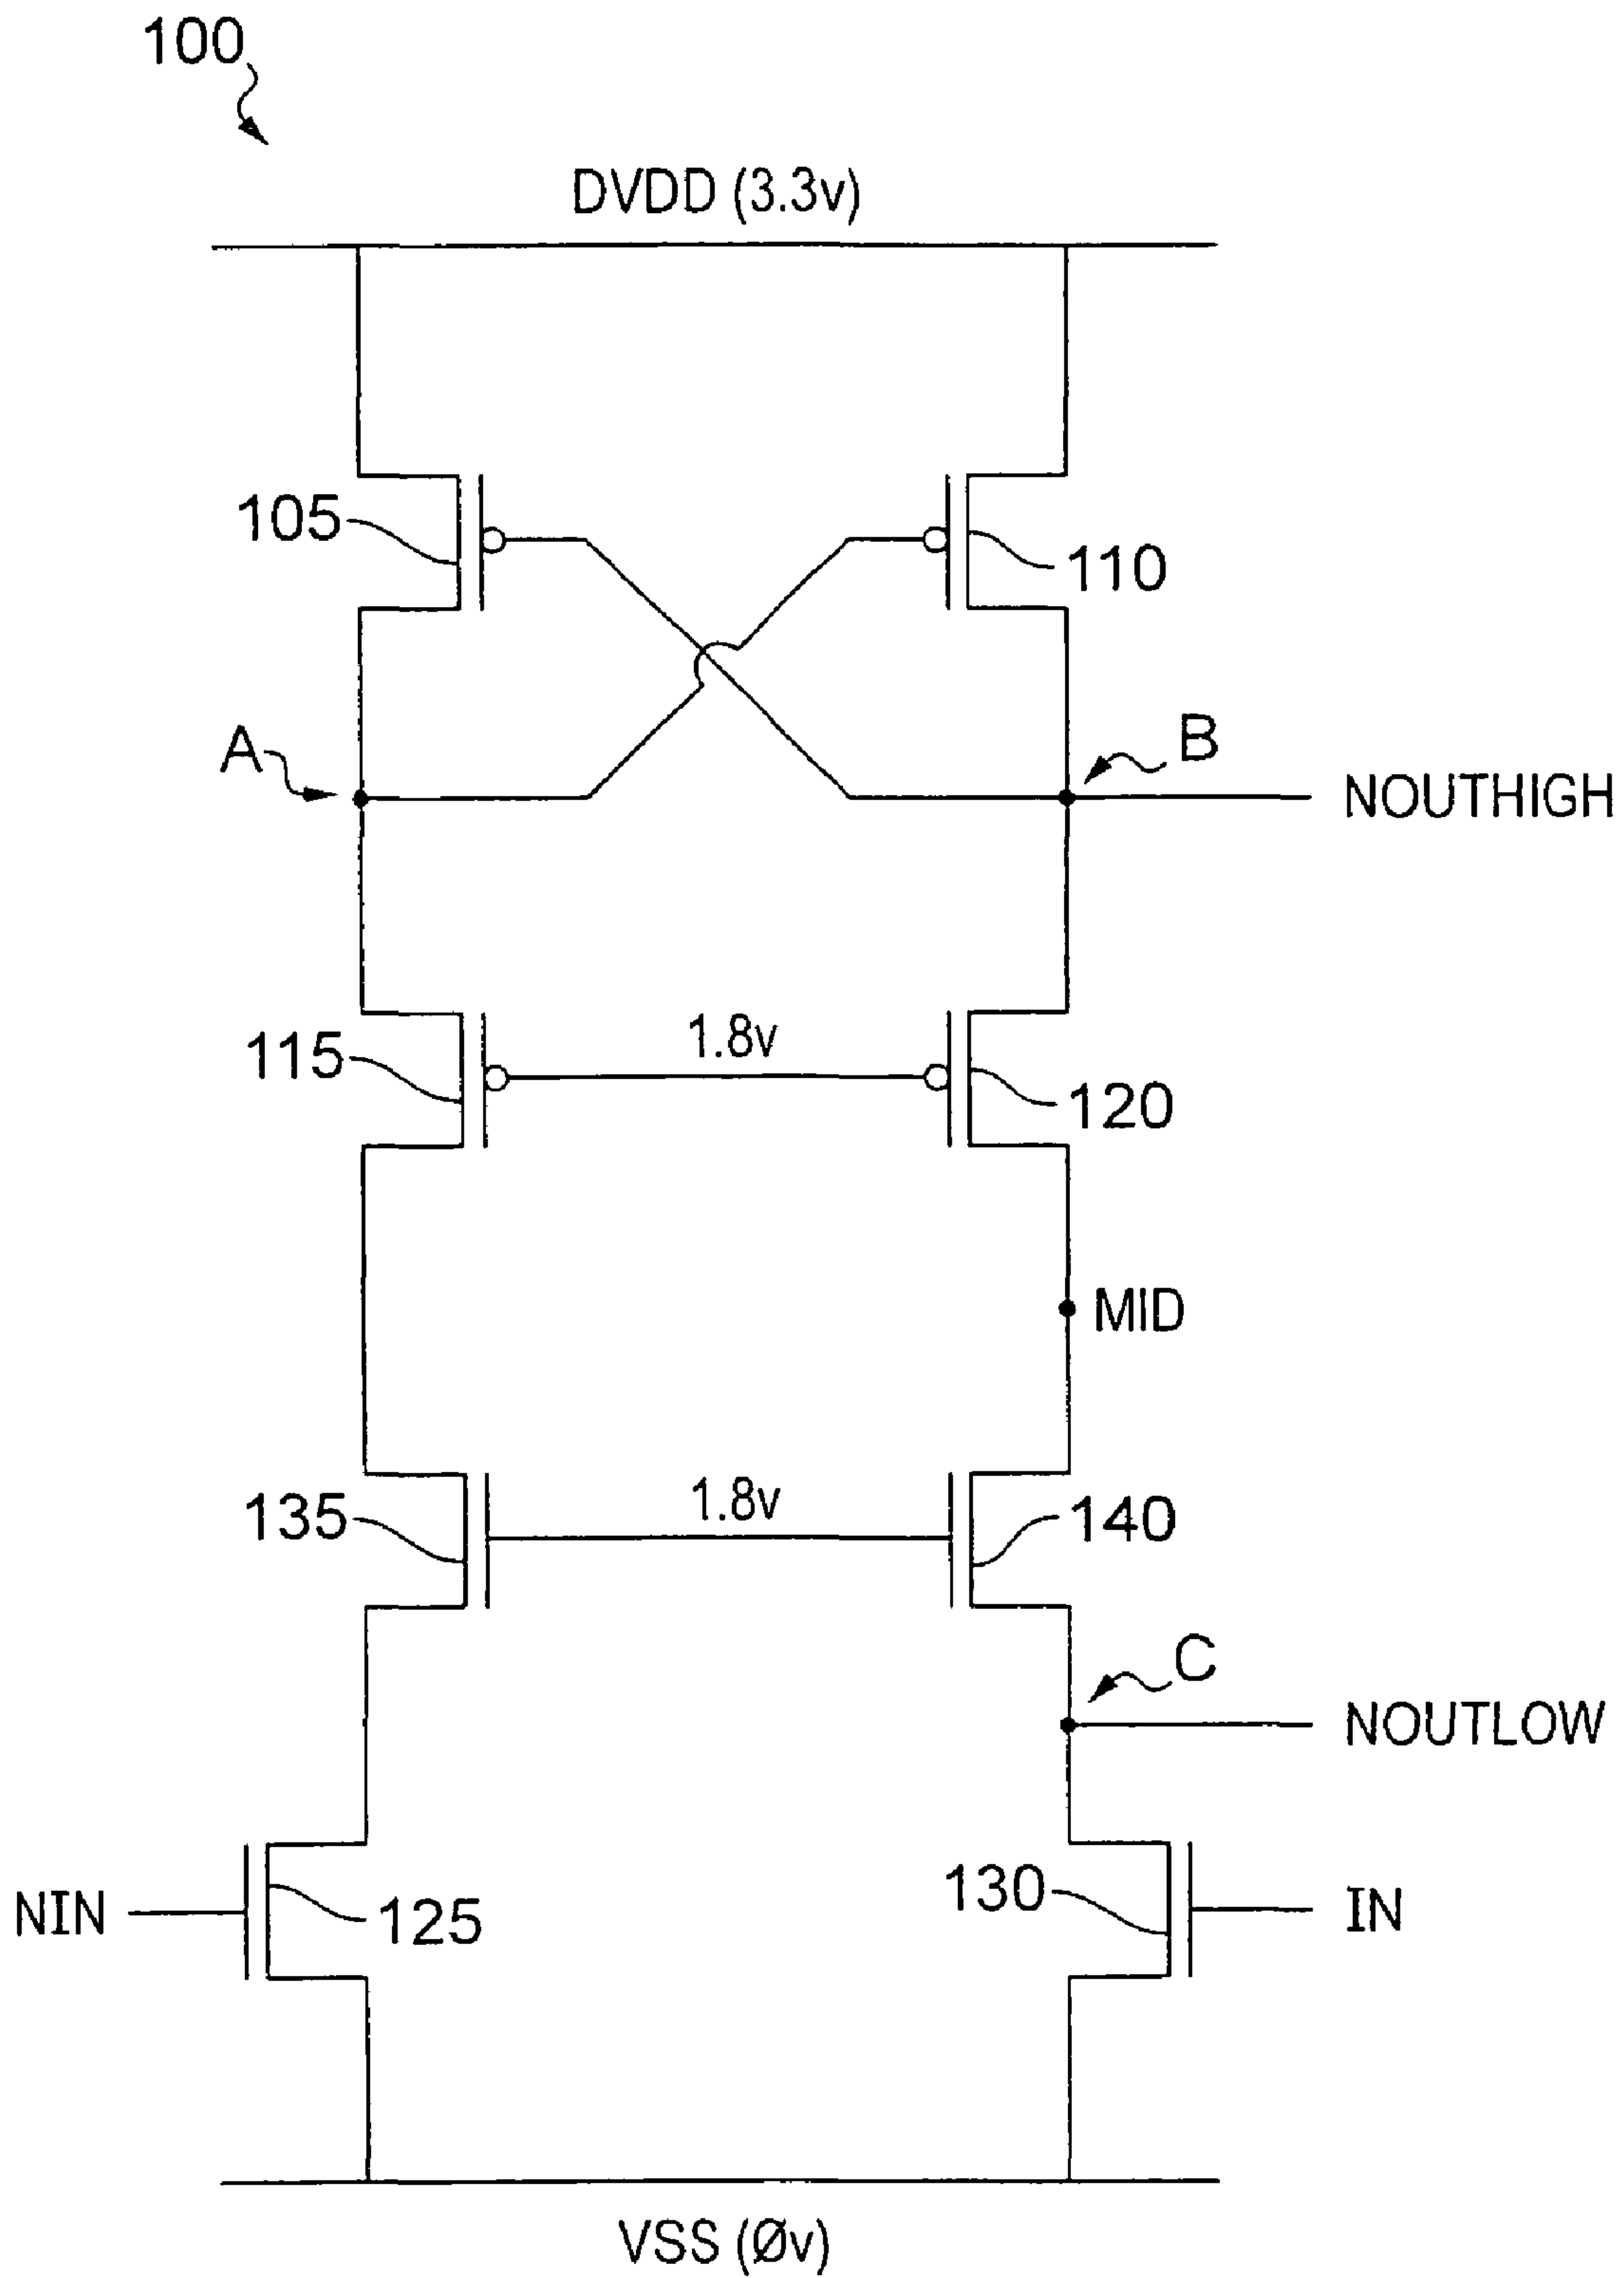 100
DVDD (3.3v)
105
110
A
B
NOUTHIGH
115
1.8v
120
MID
135
1.8v
140
C
NOUTLOW
NIN
125
130
IN
VSS (Øv)